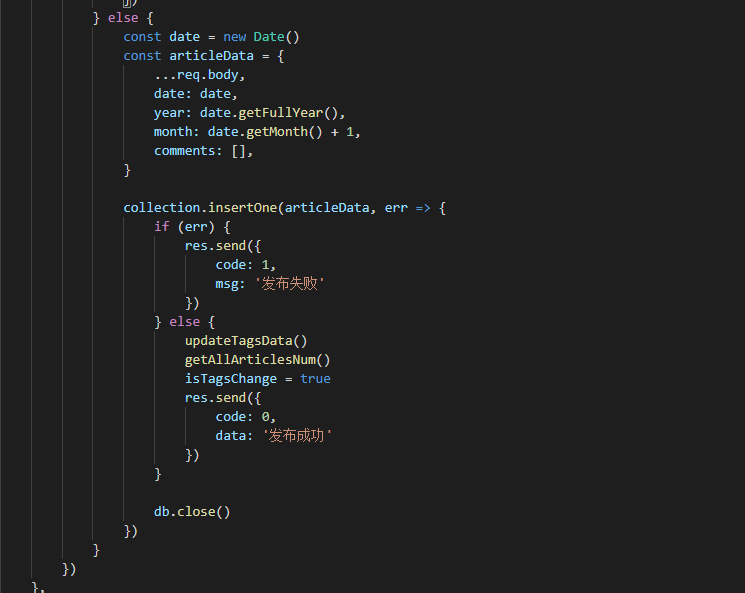 })
} else {
const date = new Date()
const articleData = {
...req.body,
date: date,
year: date.getFullYear(),
month: date.getMonth() + 1,
comments: [],
}
collection.insertOne(articleData, err => {
if (err) {
res.send({
code: 1,
msg: '发布失败'
})
} else {
updateTagsData()
getAllArticlesNum()
isTagsChange = true
res.send({
code: 0,
data: '发布成功'
})
}
db.close()
})
}
})
},